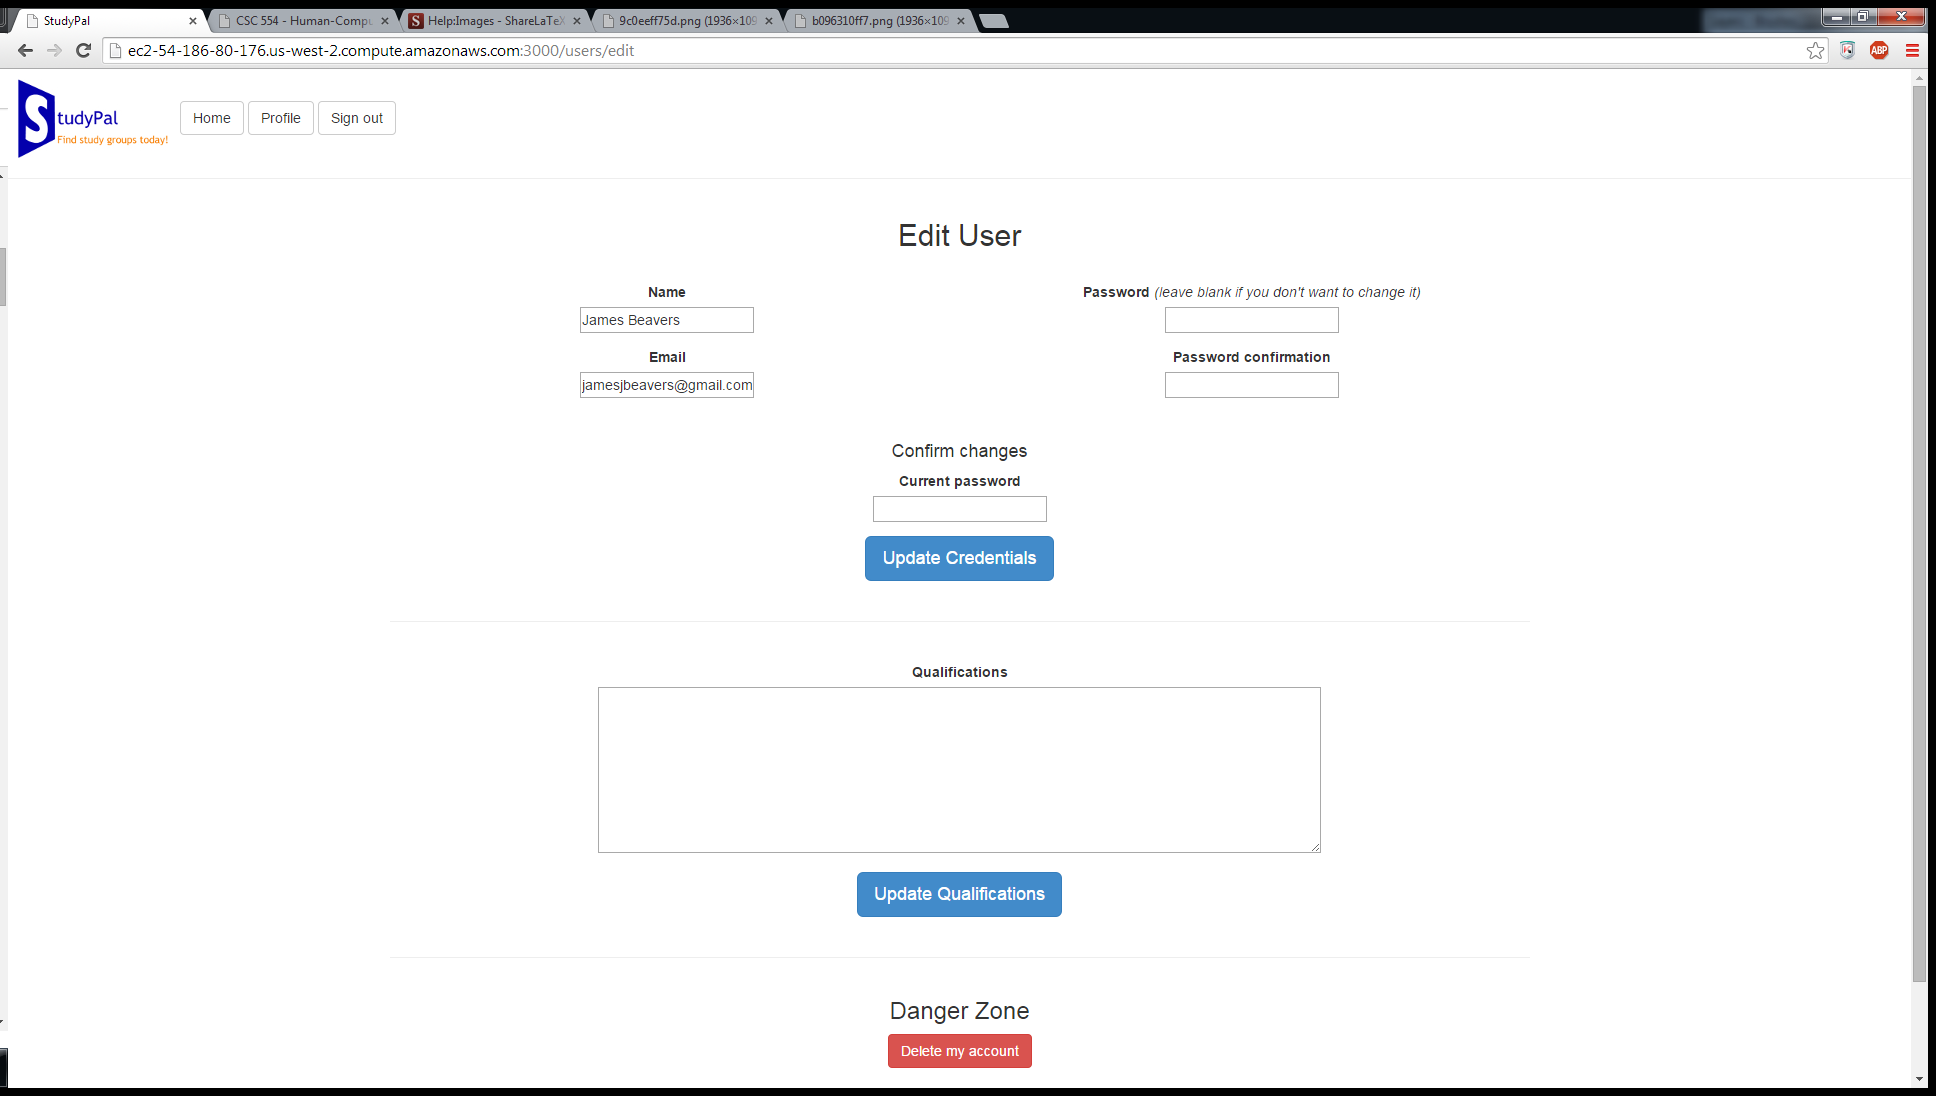 StudyPal
CSC 554 - Human-Compu
Help:Images - ShareLaTeX
9c0eeff75d.png (1936×109
b096310ff7.png (1936×109
ec2-54-186-80-176.us-west-2.compute.amazonaws.com:3000/users/edit
ABP
StudyPal
Find study groups today!
Home Profile Sign out
Edit User
Name
James Beavers
Password (leave blank if you don't want to change it)
Email
jamesjbeavers@gmail.com
Password confirmation
Confirm changes
Current password
Update Credentials
Qualifications
Update Qualifications
Danger Zone
Delete my account